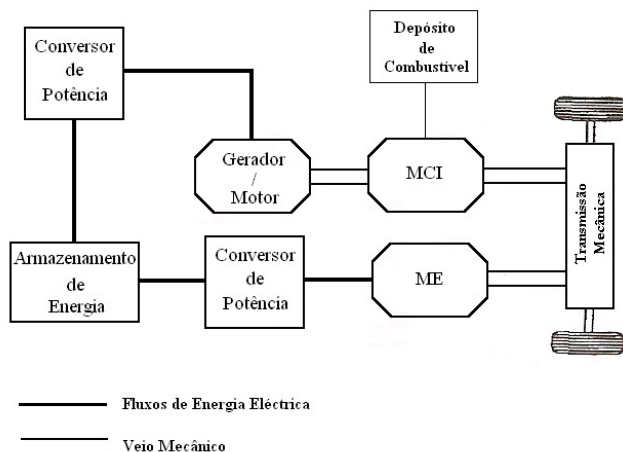 Conversor
de
Potência
Depósito
de
Combustível
Gerador
/
Motor
MCI
Transmissão
Mecânica
Armazenamento
de
Energia
Conversor
de
Potência
ME
Fluxos de Energia Eléctrica
Veio Mecânico